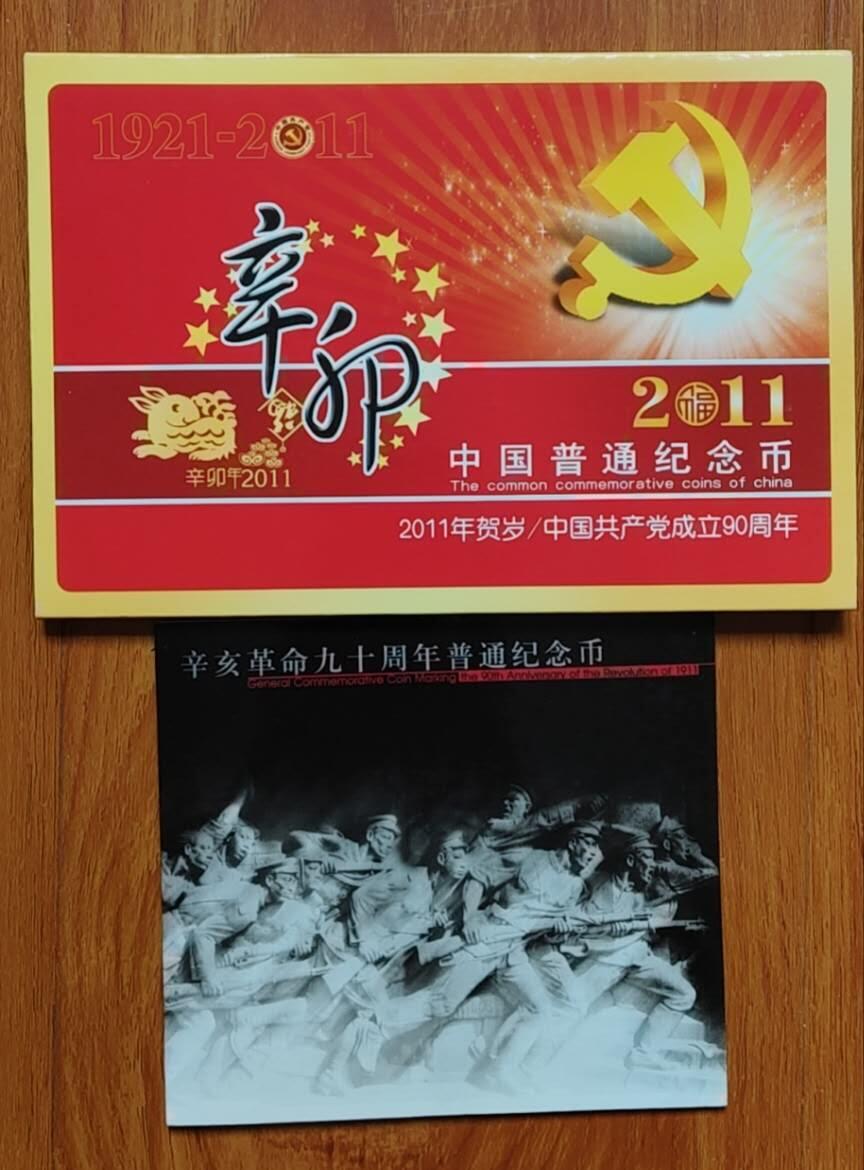 1921-2011
辛卯
2011
福
辛卯年2011
中国普通纪念币
The common commemorative coins of china
2011年贺岁/中国共产党成立90周年
辛亥革命九十周年普通纪念币
General Commemorative Coin Marking the 90th Anniversary of the Revolution of 1911